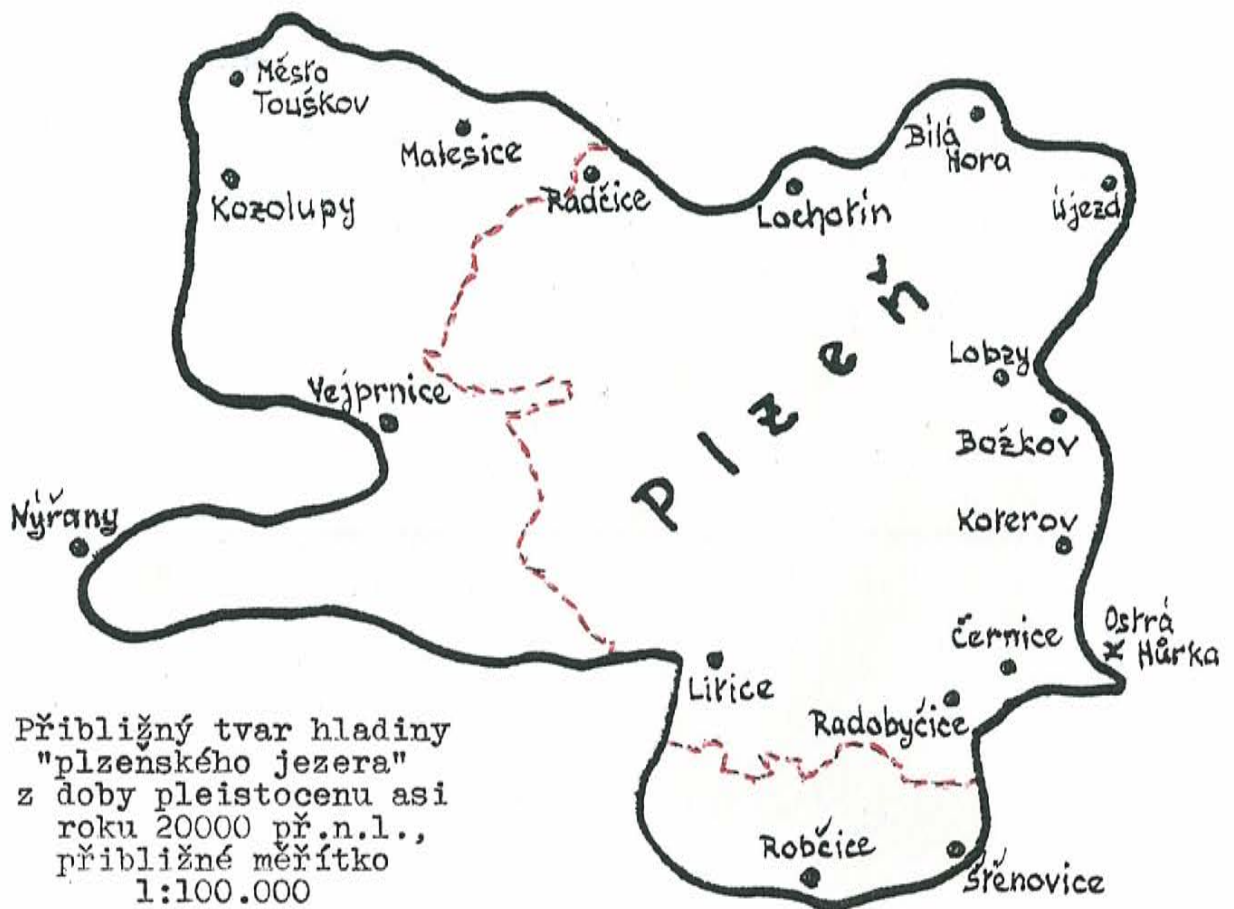 Město
Touškov
Malesice
Kozolupy
Radčice
Lochotín
Bílá
Hora
Újezd
Plzeň
Lobzy
Vejprnice
Božkov
Nýřany
Koterov
Ostrá
Hůrka
Černice
Litice
Radobyčice
Robčice
Štěnovice
Přibližný tvar hladiny
"plzeňského jezera"
z doby pleistocenu asi
roku 20000 př.n.l.,
přibližné měřítko
1:100.000